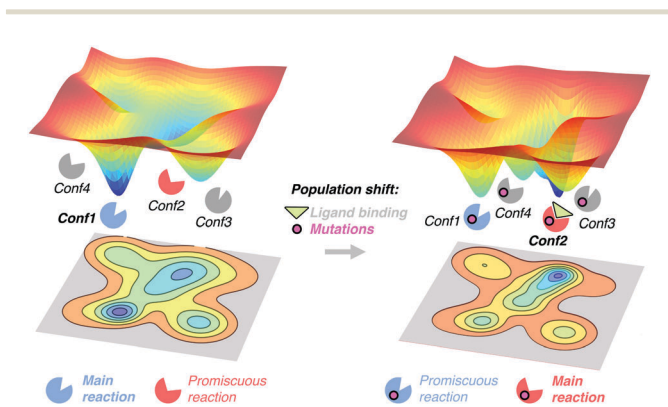 Conf4
Conf2
Conf1
Conf3
Population shift:
Ligand binding
Mutations
Conf1
Conf4
Conf3
Conf2
Main
reaction
Promiscuous
reaction
Promiscuous
reaction
Main
reaction